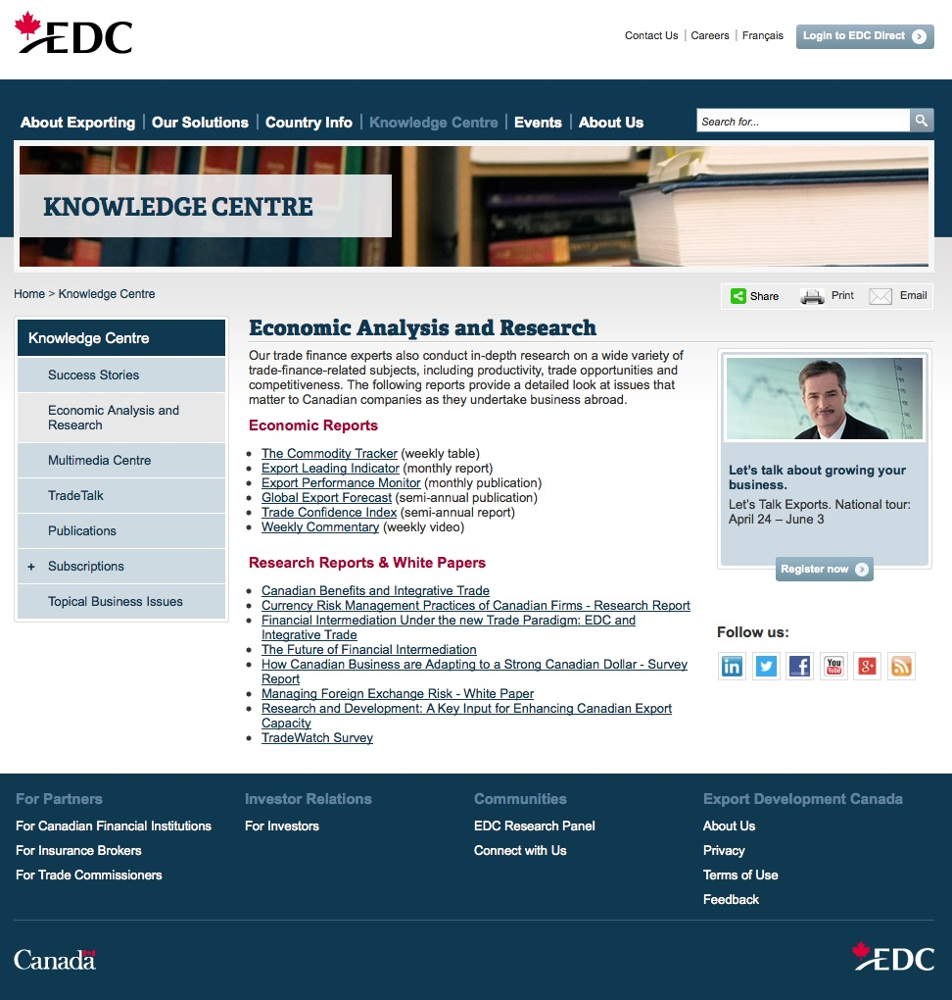 EDC
Contact Us | Careers | Français
Login to EDC Direct
About Exporting | Our Solutions | Country Info | Knowledge Centre | Events | About Us
Search for...
KNOWLEDGE CENTRE
Home > Knowledge Centre
Share
Print
Email
Knowledge Centre
Success Stories
Economic Analysis and
Research
Multimedia Centre
TradeTalk
Publications
+ Subscriptions
Topical Business Issues
Economic Analysis and Research
Our trade finance experts also conduct in-depth research on a wide variety of
trade-finance-related subjects, including productivity, trade opportunities and
competitiveness. The following reports provide a detailed look at issues that
matter to Canadian companies as they undertake business abroad.
Economic Reports
The Commodity Tracker (weekly table)
Export Leading Indicator (monthly report)
Export Performance Monitor (monthly publication)
Global Export Forecast (semi-annual publication)
Trade Confidence Index (semi-annual report)
Weekly Commentary (weekly video)
Research Reports & White Papers
Canadian Benefits and Integrative Trade
Currency Risk Management Practices of Canadian Firms - Research Report
Financial Intermediation Under the new Trade Paradigm: EDC and
Integrative Trade
The Future of Financial Intermediation
How Canadian Business are Adapting to a Strong Canadian Dollar - Survey
Report
Managing Foreign Exchange Risk - White Paper
Research and Development: A Key Input for Enhancing Canadian Export
Capacity
TradeWatch Survey
Let's talk about growing your
business.
Let's Talk Exports. National tour:
April 24 – June 3
Register now
Follow us:
in
f
You
Tube
g+
For Partners
For Canadian Financial Institutions
For Insurance Brokers
For Trade Commissioners
Investor Relations
For Investors
Communities
EDC Research Panel
Connect with Us
Export Development Canada
About Us
Privacy
Terms of Use
Feedback
Canada
EDC